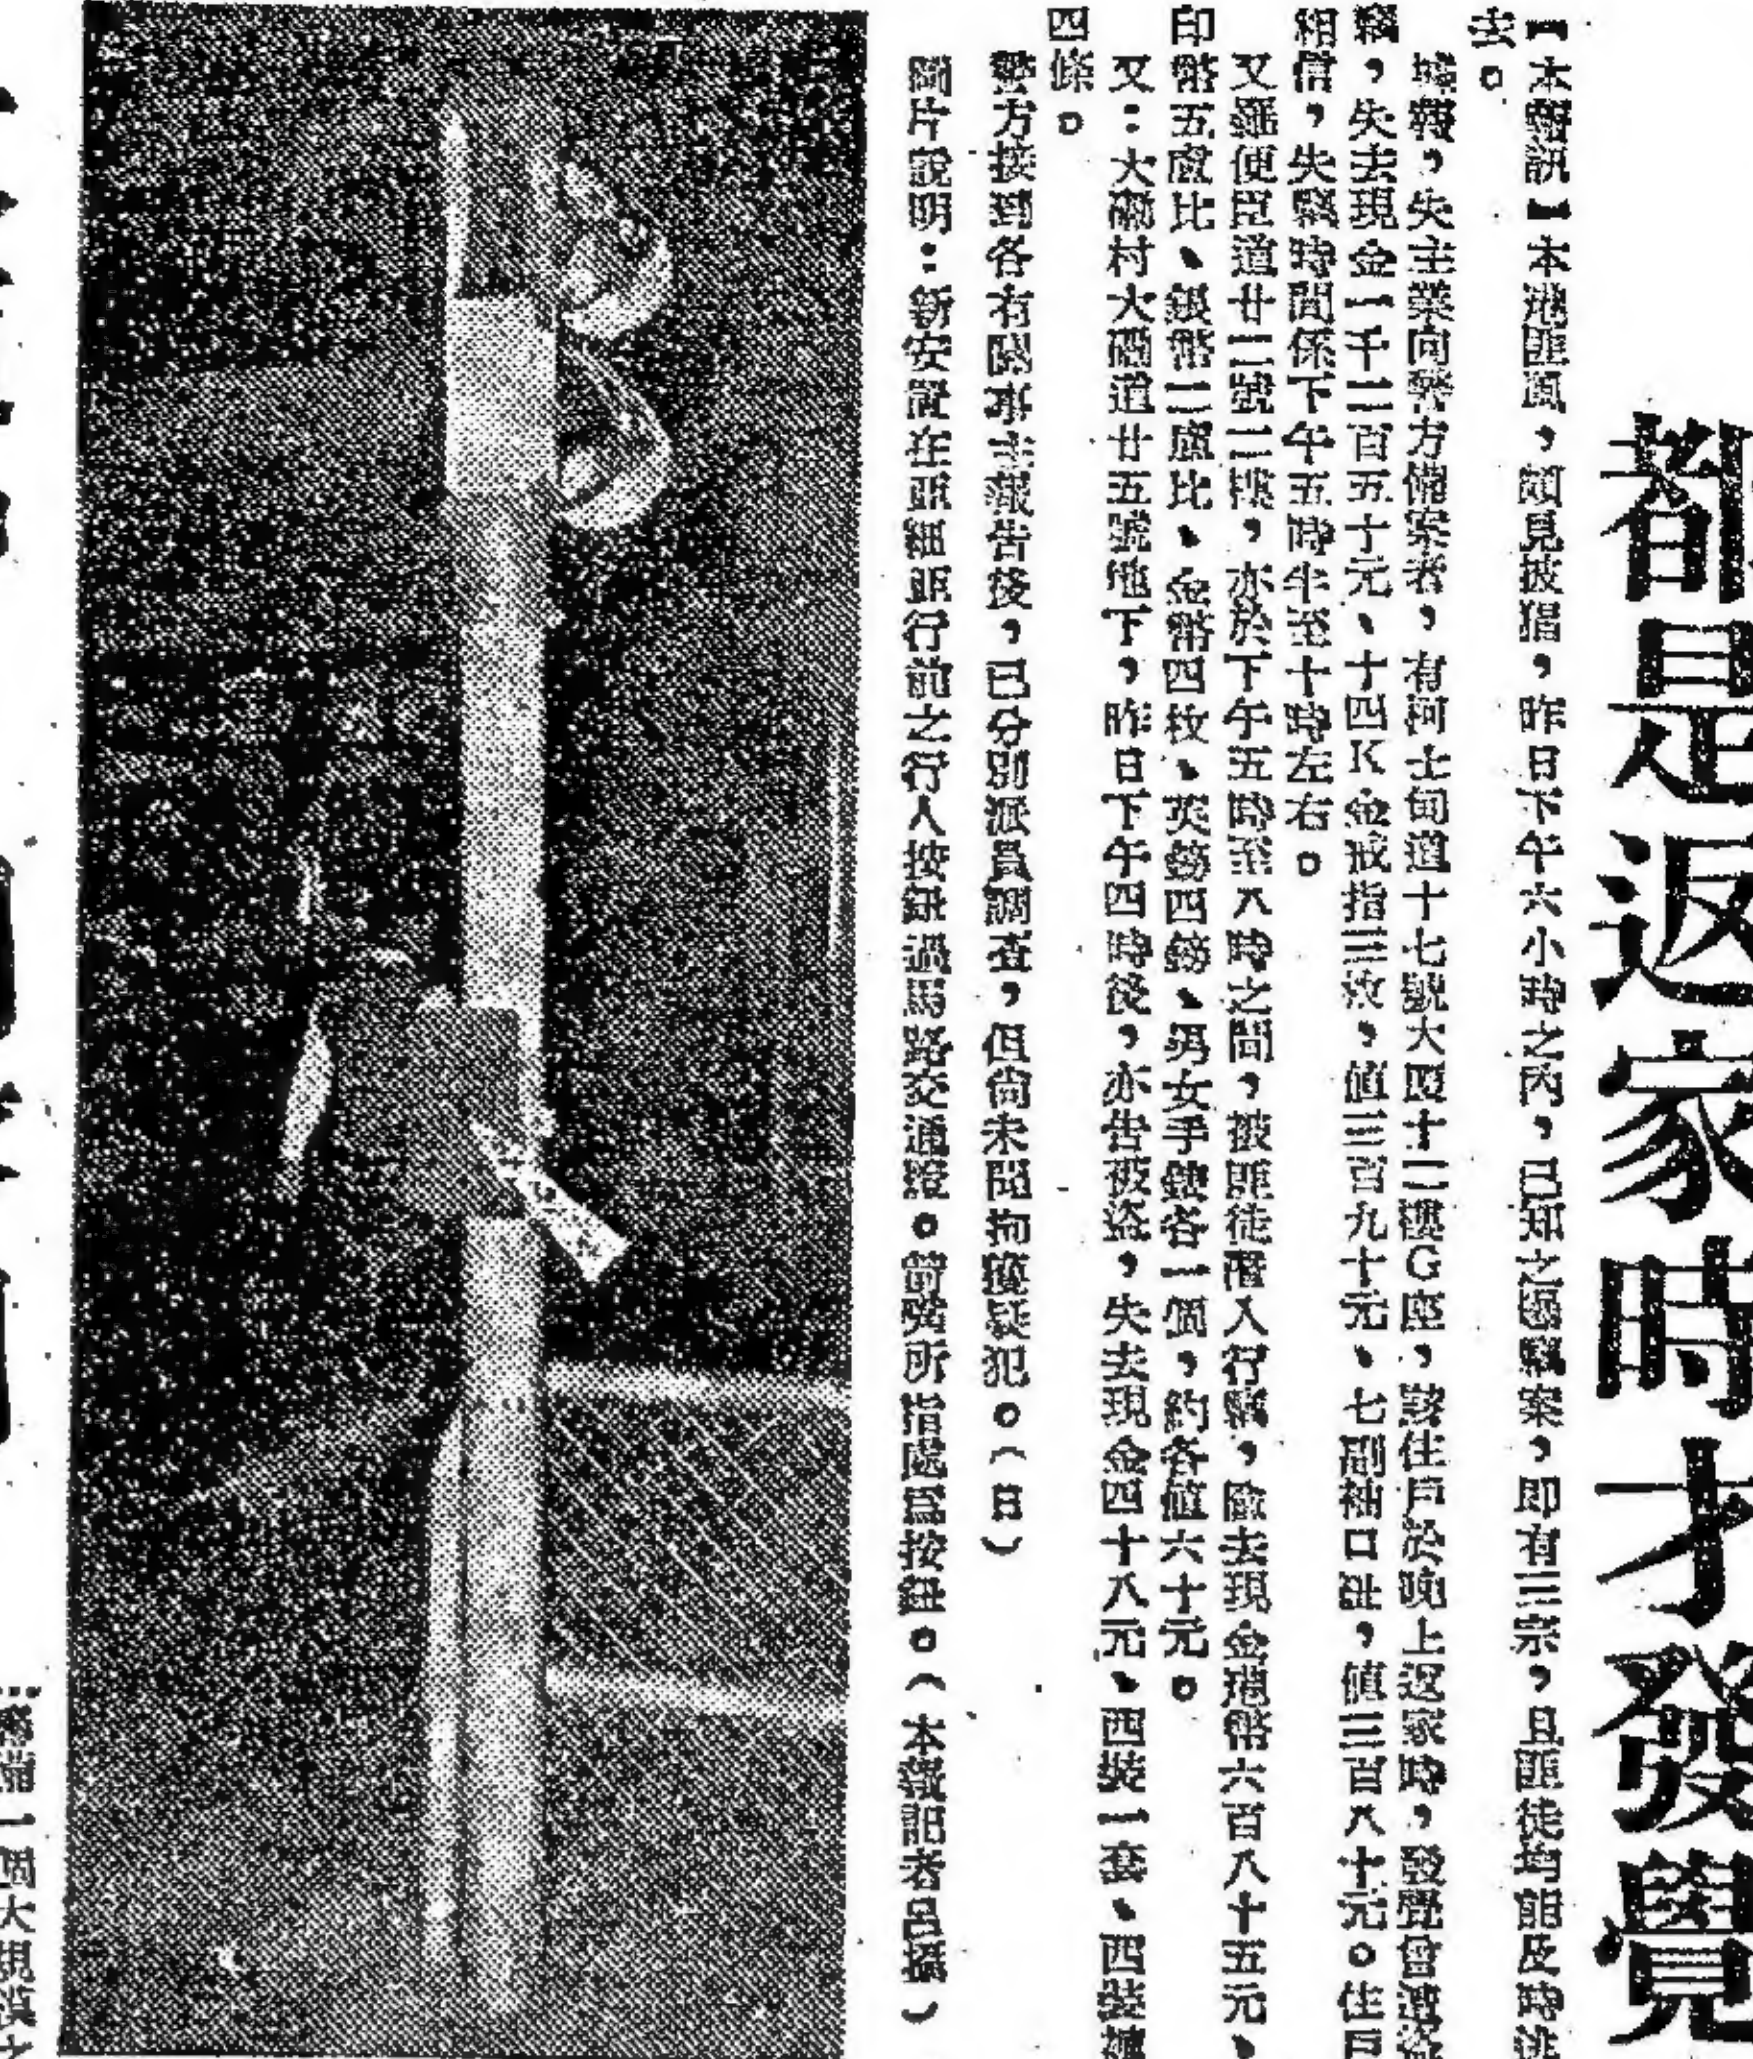 都是返家時才發覺
【本報訊】本港匪風,頗見披猖,昨日下午六小時之內,已知之竊案,即有三宗,且匪徒均能及時逃
去。
據報,失主業向警方備案者,有柯士甸道十七號大廈十二樓G座,該住戶於晚上返家時,發覺曾遭盜
竊,失去現金一千二百五十元、十四K金戒指三枚,值三百九十元、七副袖口鈕,值三百八十元。住戶
相信,失竊時間係下午五時半至十時左右。
又羅便臣道廿二號二樓,亦於下午五時至八時之間,被匪徒潛入行竊,除去現金港幣六百八十五元、
印幣五盧比、銀幣二盧比、金幣四枚、英鎊四鎊、男女手錶各一個,約各值六十元。
又:大磡村大磡道廿五號地下,昨日下午四時後,亦告被盜,失去現金四十八元、西裝一套、西裝褲
四條。
警方接到各有關事主報告後,已分別派員調查,但尚未聞拘獲疑犯。(日)
圖片說明:新安設在亞細亞行前之行人按鈕過馬路交通燈。箭咀所指處爲按鈕。(本報記者呂攝)
一個大規模之